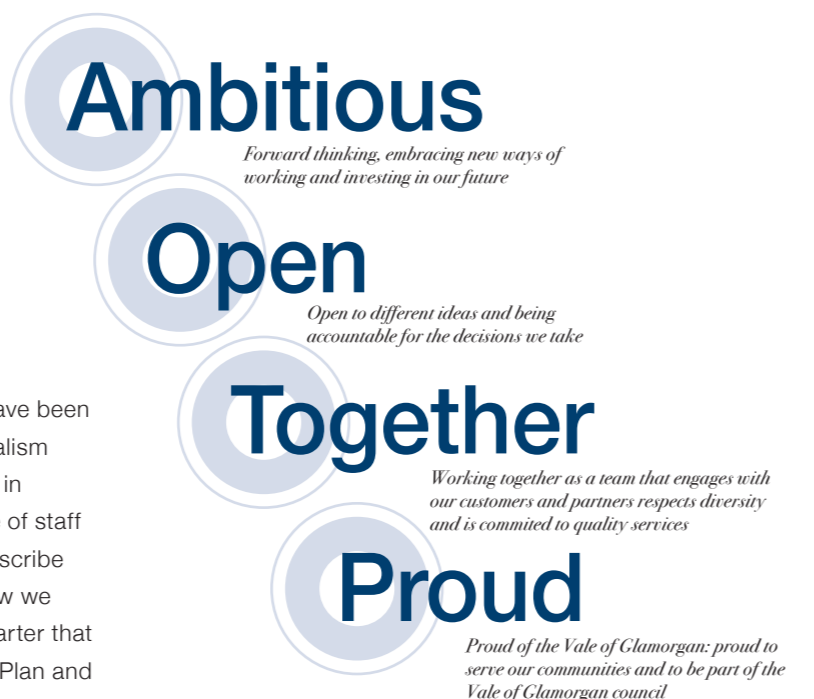 Ambitious
Forward thinking, embracing new ways of
working and investing in our future
Open
Open to different ideas and being
accountable for the decisions we take
Together
Working together as a team that engages with
our customers and partners respects diversity
and is commited to quality services
Proud
Proud of the Vale of Glamorgan: proud to
serve our communities and to be part of the
Vale of Glamorgan council
ave been
alism
in
of staff
scribe
w we
arter that
Plan and